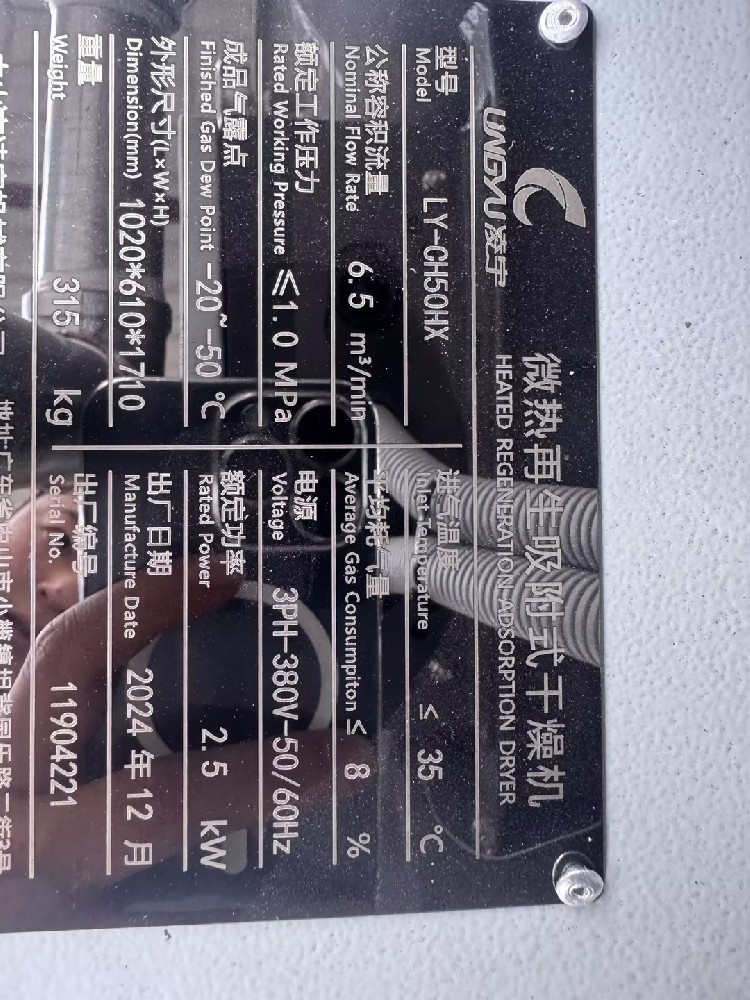 LINGYU 凌宇
微热再生吸附式干燥机
HEATED REGENERATION ADSORPTION DRYER
型号 LY-GH50HX
Model
进气温度 ≤ 35 ℃
Inlet Temperature
公称容积流量 6.5 m³/min
Nominal Flow Rate
平均耗气量 ≤ 8 %
Average Gas Consumpiton
额定工作压力 ≤1.0 MPa
Rated Working Pressure
电源 3PH-380V-50/60Hz
Voltage
成品气露点 -20~-50 ℃
Finished Gas Dew Point
额定功率 2.5 kW
Rated Power
外形尺寸(L×W×H) 1020*610*1710
Dimension(mm)
出厂日期 2024 年12 月
Manufacture Date
重量 315 kg
Weight
出厂编号 11904221
Serial No.